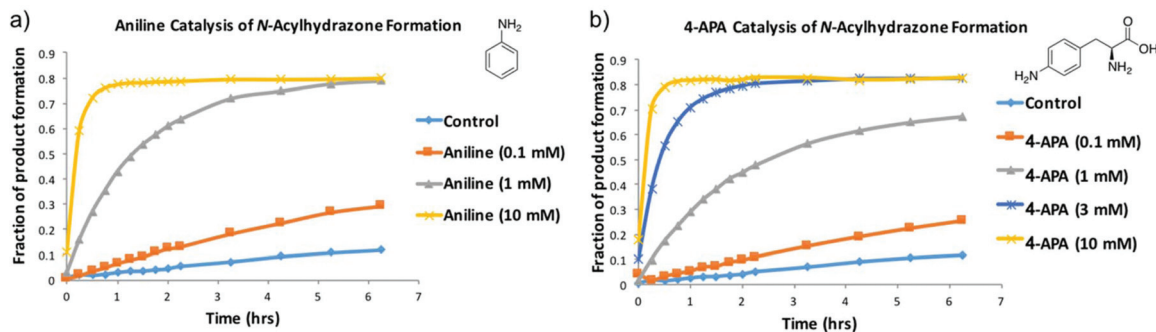 a)
Aniline Catalysis of N-Acylhydrazone Formation
NH2
Fraction of product formation
0.9
0.8
0.7
0.6
0.5
0.4
0.3
0.2
0.1
0
0 1 2 3 4 5 6 7
Time (hrs)
Control
Aniline (0.1 mM)
Aniline (1 mM)
Aniline (10 mM)
b)
4-APA Catalysis of N-Acylhydrazone Formation
O
OH
NH2
H2N
Fraction of product formation
0.9
0.8
0.7
0.6
0.5
0.4
0.3
0.2
0.1
0
0 1 2 3 4 5 6 7
Time (hrs)
Control
4-APA (0.1 mM)
4-APA (1 mM)
4-APA (3 mM)
4-APA (10 mM)